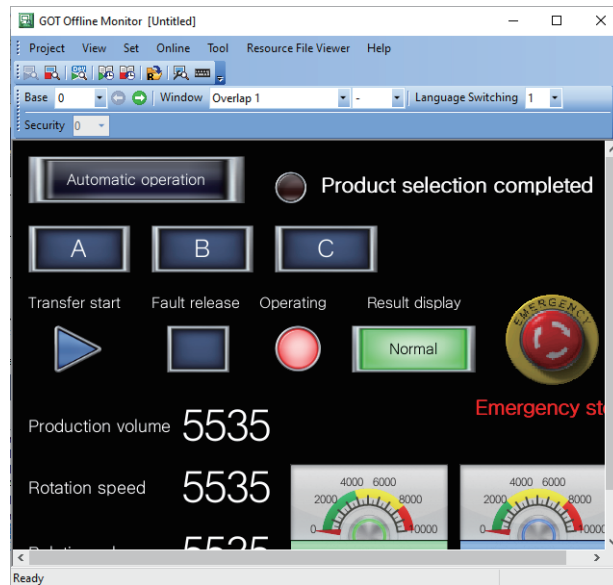 GOT Offline Monitor [Untitled]
Project View Set Online Tool Resource File Viewer Help
Base 0 Window Overlap 1 - Language Switching 1
Security 0
Automatic operation
Product selection completed
A B C
Transfer start Fault release Operating Result display
EMERGENCY
Normal
Emergency st
Production volume 5535
Rotation speed 5535
4000 6000
2000 8000
0 10000
4000 6000
2000 8000
0 10000
5535
Ready